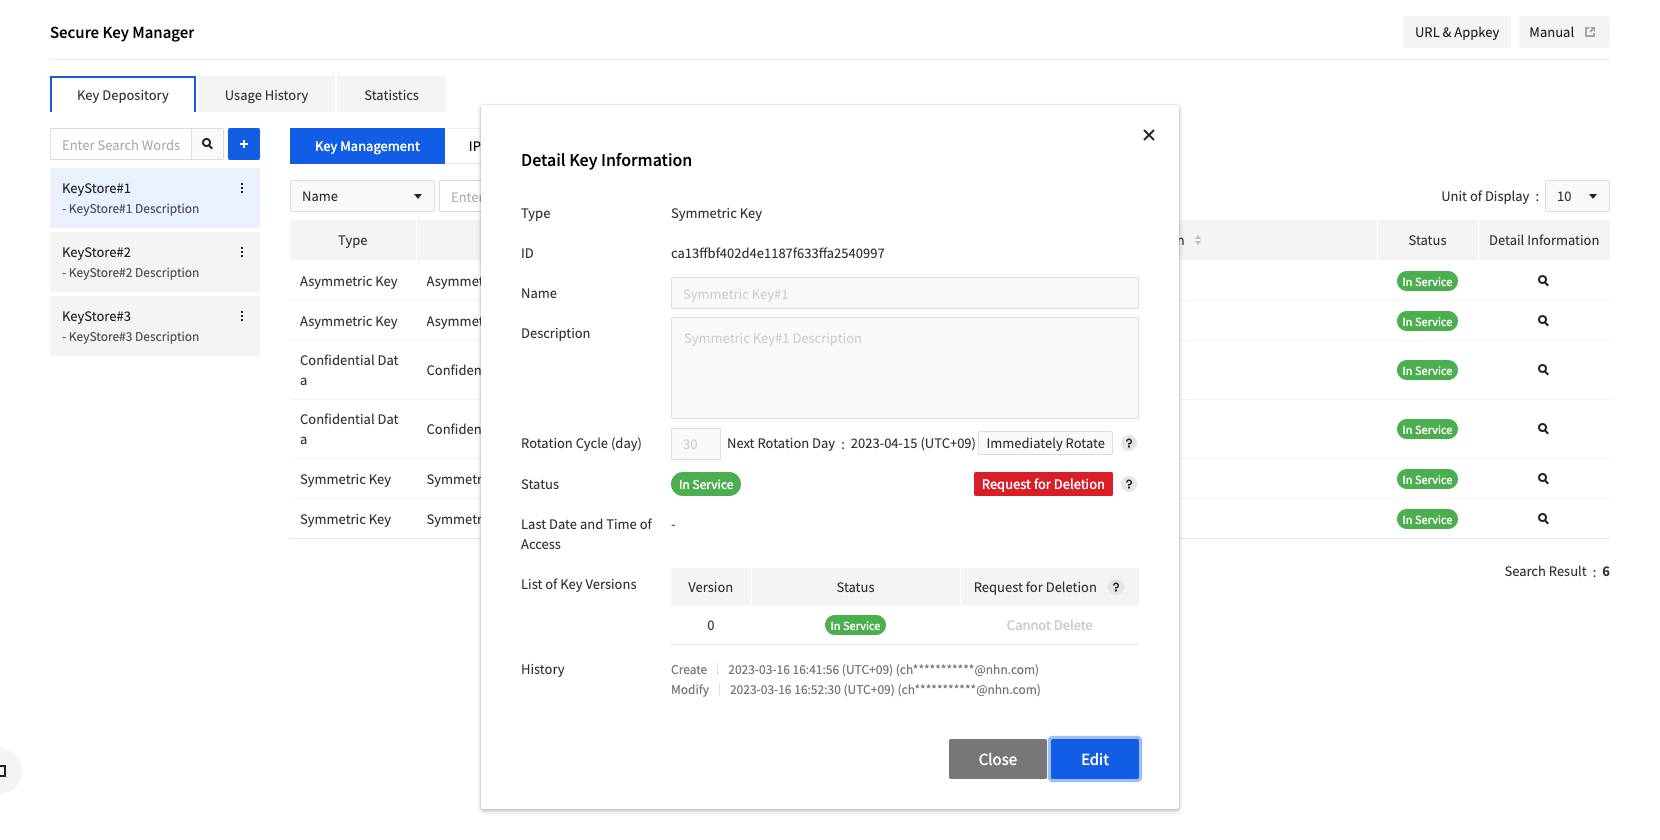 Secure Key Manager
URL & Appkey
Manual
Key Depository
Usage History
Statistics
Enter Search Words
+
KeyStore#1
- KeyStore#1 Description
KeyStore#2
- KeyStore#2 Description
KeyStore#3
- KeyStore#3 Description
Key Management
IP
Name
Enter
Unit of Display :
10
Type
n
Status
Detail Information
Asymmetric Key
Asymmet
In Service
Asymmetric Key
Asymmet
In Service
Confidential Dat
a
Confiden
In Service
Confidential Dat
a
Confiden
In Service
Symmetric Key
Symmetr
In Service
Symmetric Key
Symmetr
In Service
Search Result : 6
Detail Key Information
Type
Symmetric Key
ID
ca13ffbf402d4e1187f633ffa2540997
Name
Symmetric Key#1
Description
Symmetric Key#1 Description
Rotation Cycle (day)
30
Next Rotation Day : 2023-04-15 (UTC+09)
Immediately Rotate
?
Status
In Service
Request for Deletion
?
Last Date and Time of
Access
-
List of Key Versions
Version
Status
Request for Deletion
?
0
In Service
Cannot Delete
History
Create
2023-03-16 16:41:56 (UTC+09) (ch***********@nhn.com)
Modify
2023-03-16 16:52:30 (UTC+09) (ch***********@nhn.com)
Close
Edit